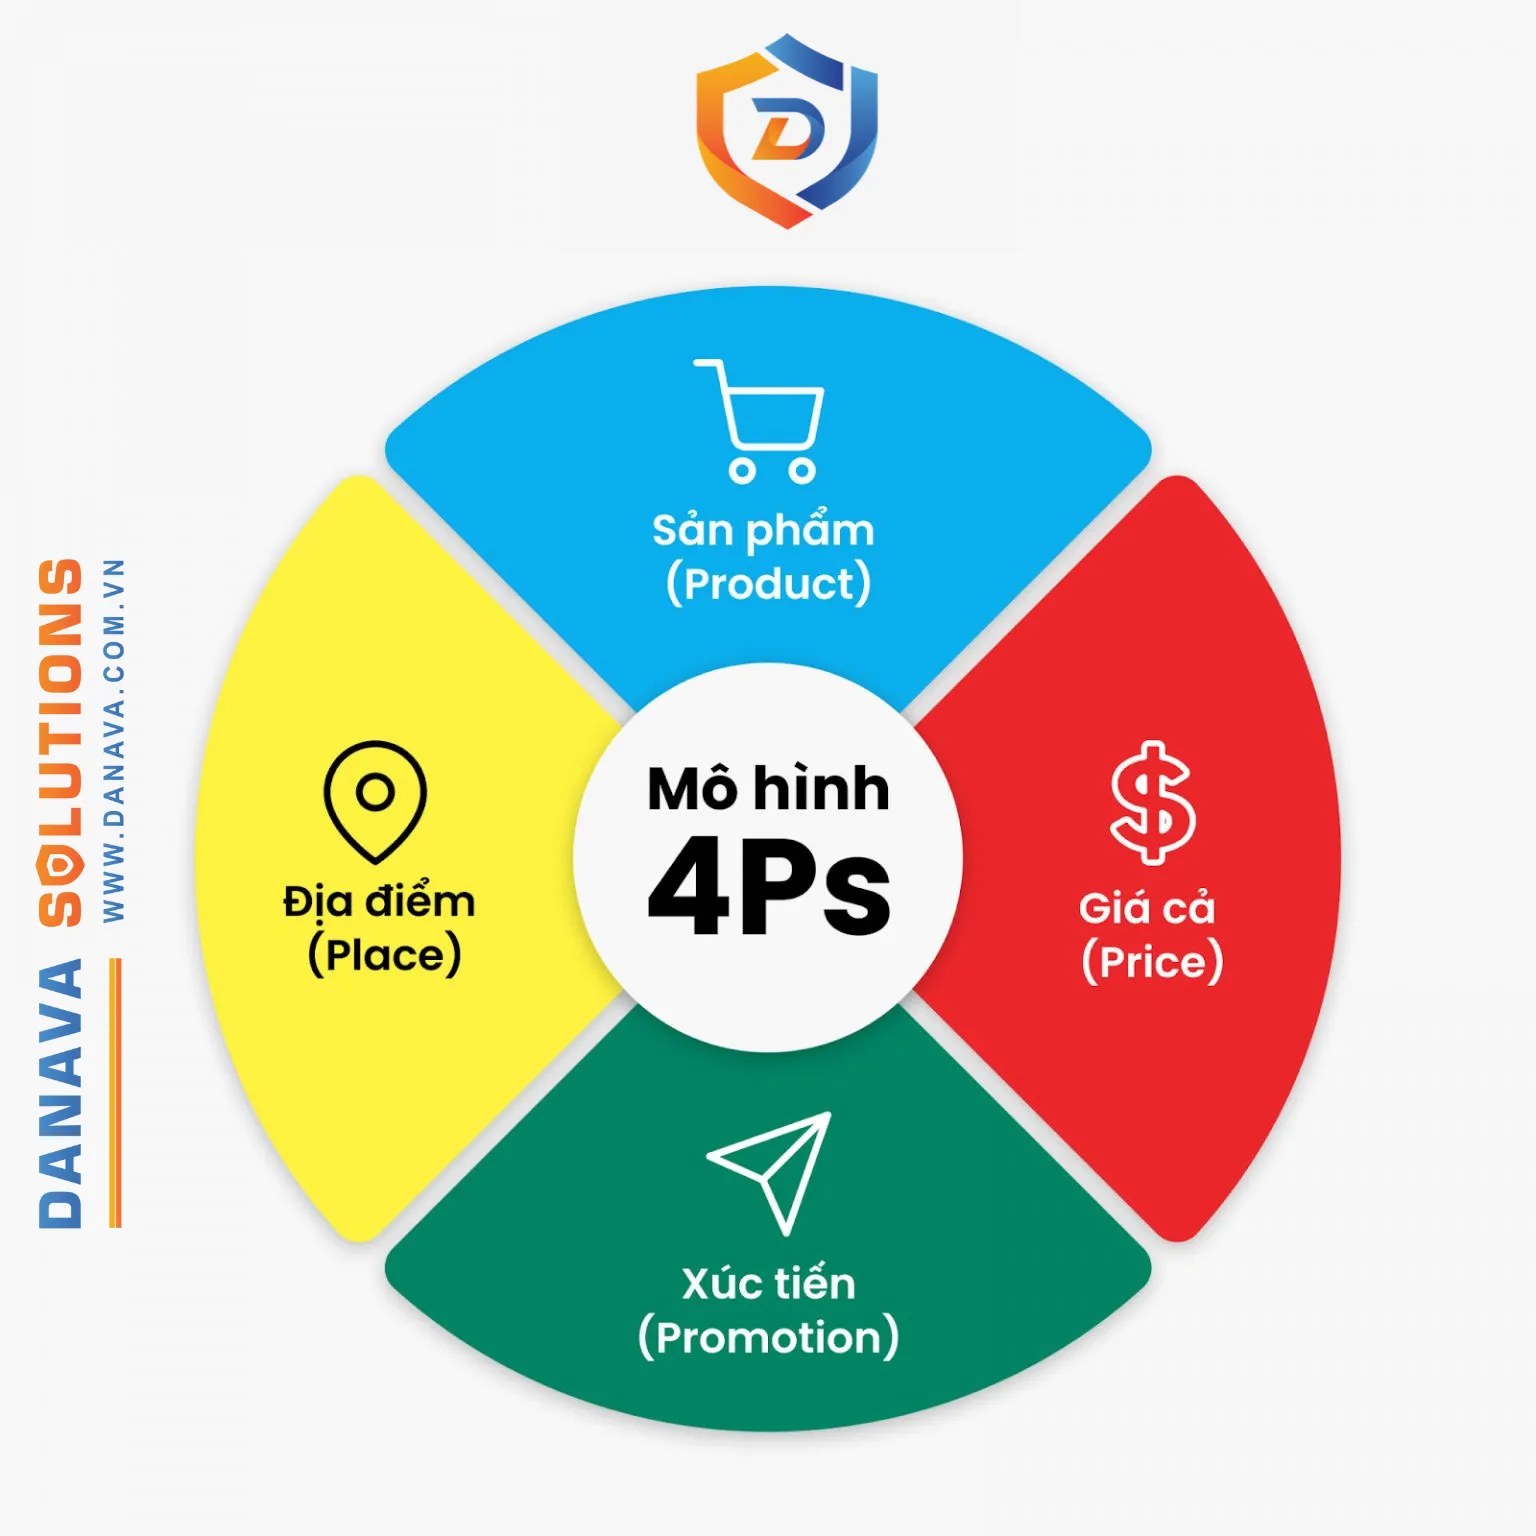 D
Sản phẩm
(Product)
Mô hình
4Ps
Địa điểm
(Place)
Giá cả
(Price)
Xúc tiến
(Promotion)
DANAVA SOLUTIONS
WWW.DANAVA.COM.VN